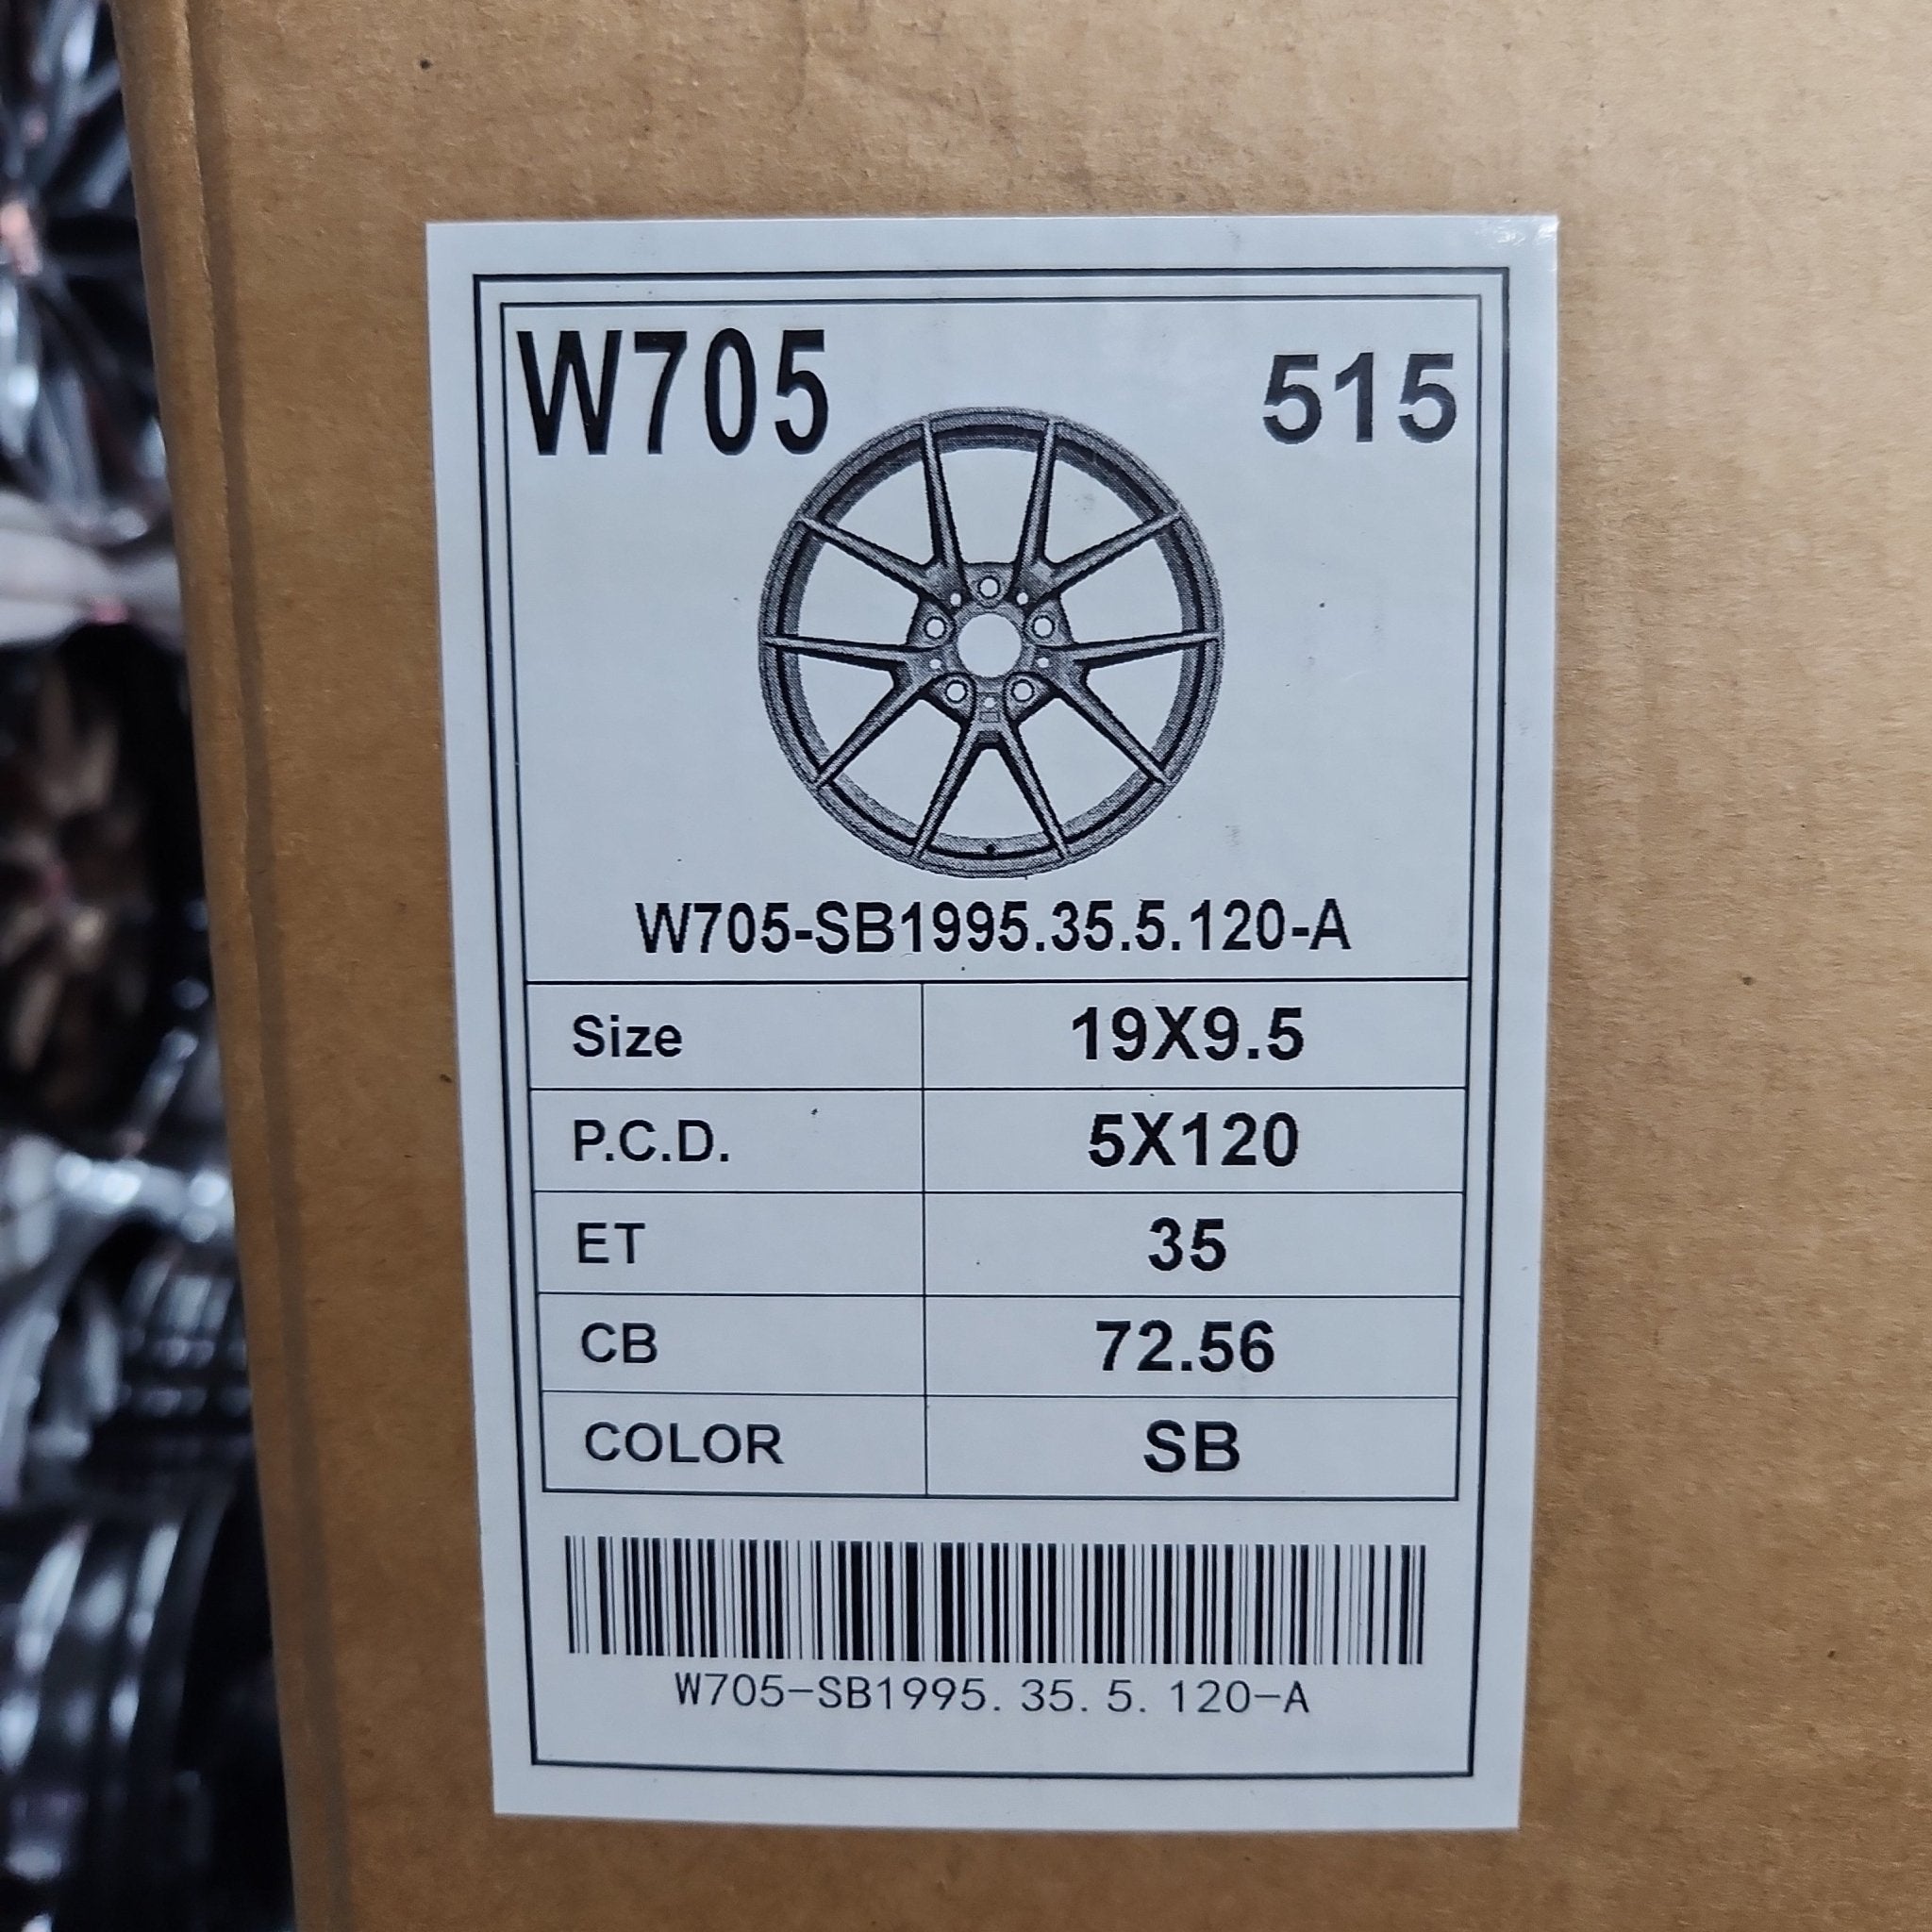 W705 515
W705-SB1995.35.5.120-A
Size 19X9.5
P.C.D. 5X120
ET 35
CB 72.56
COLOR SB
W705-SB1995.35.5.120-A